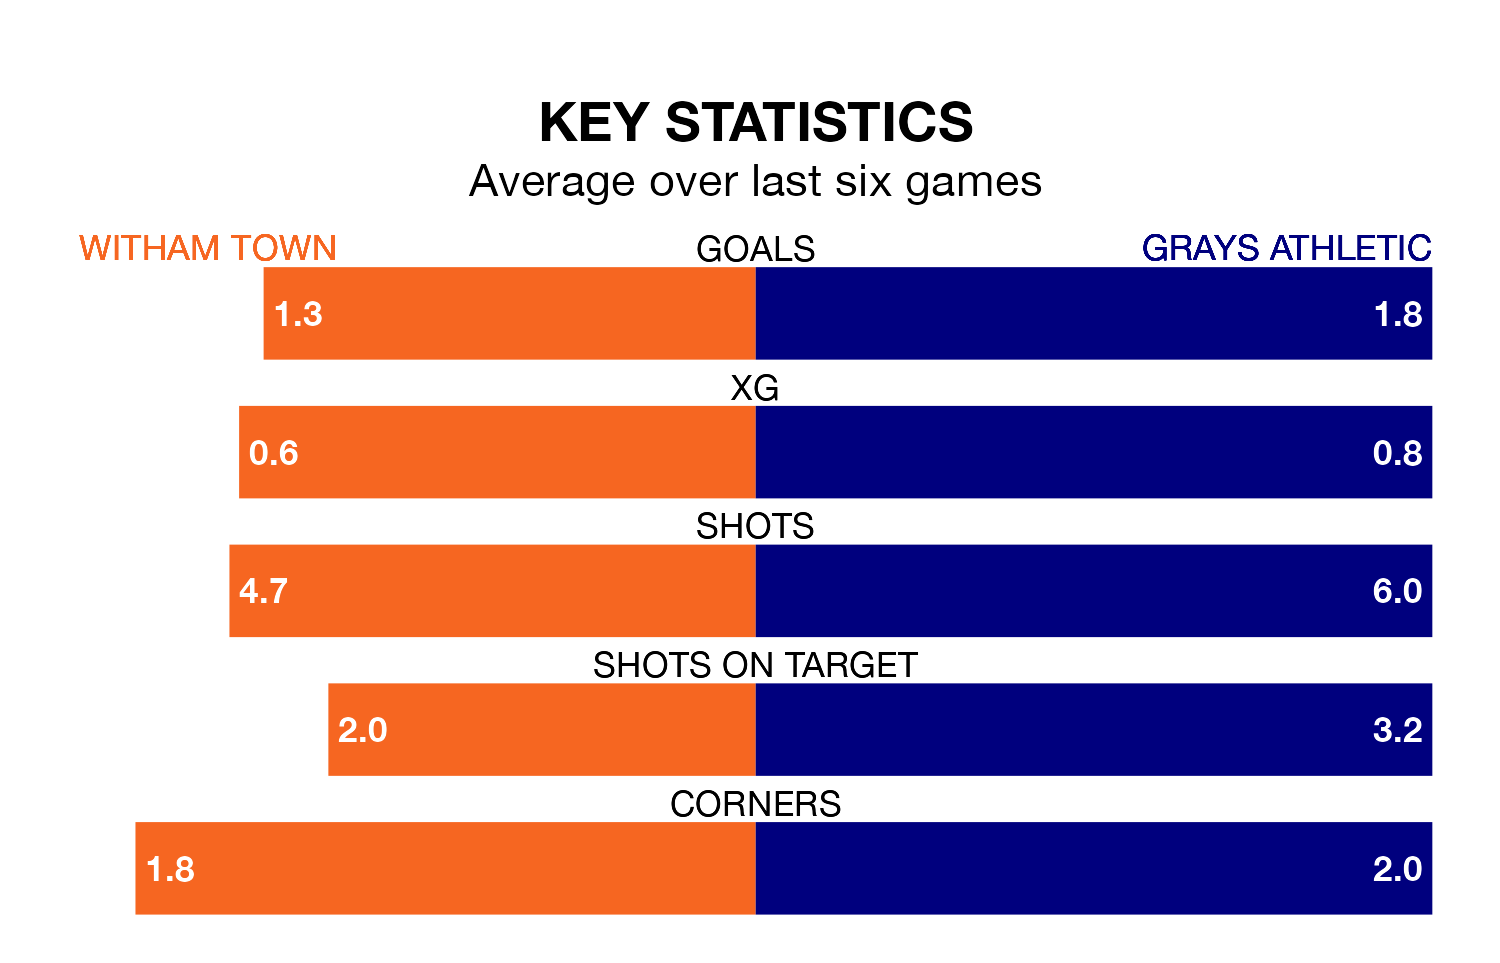 KEY STATISTICS
Average over last six games
WITHAM TOWN GOALS GRAYS ATHLETIC
1.3 1.8
XG
0.6 0.8
SHOTS
4.7 6.0
SHOTS ON TARGET
2.0 3.2
CORNERS
1.8 2.0